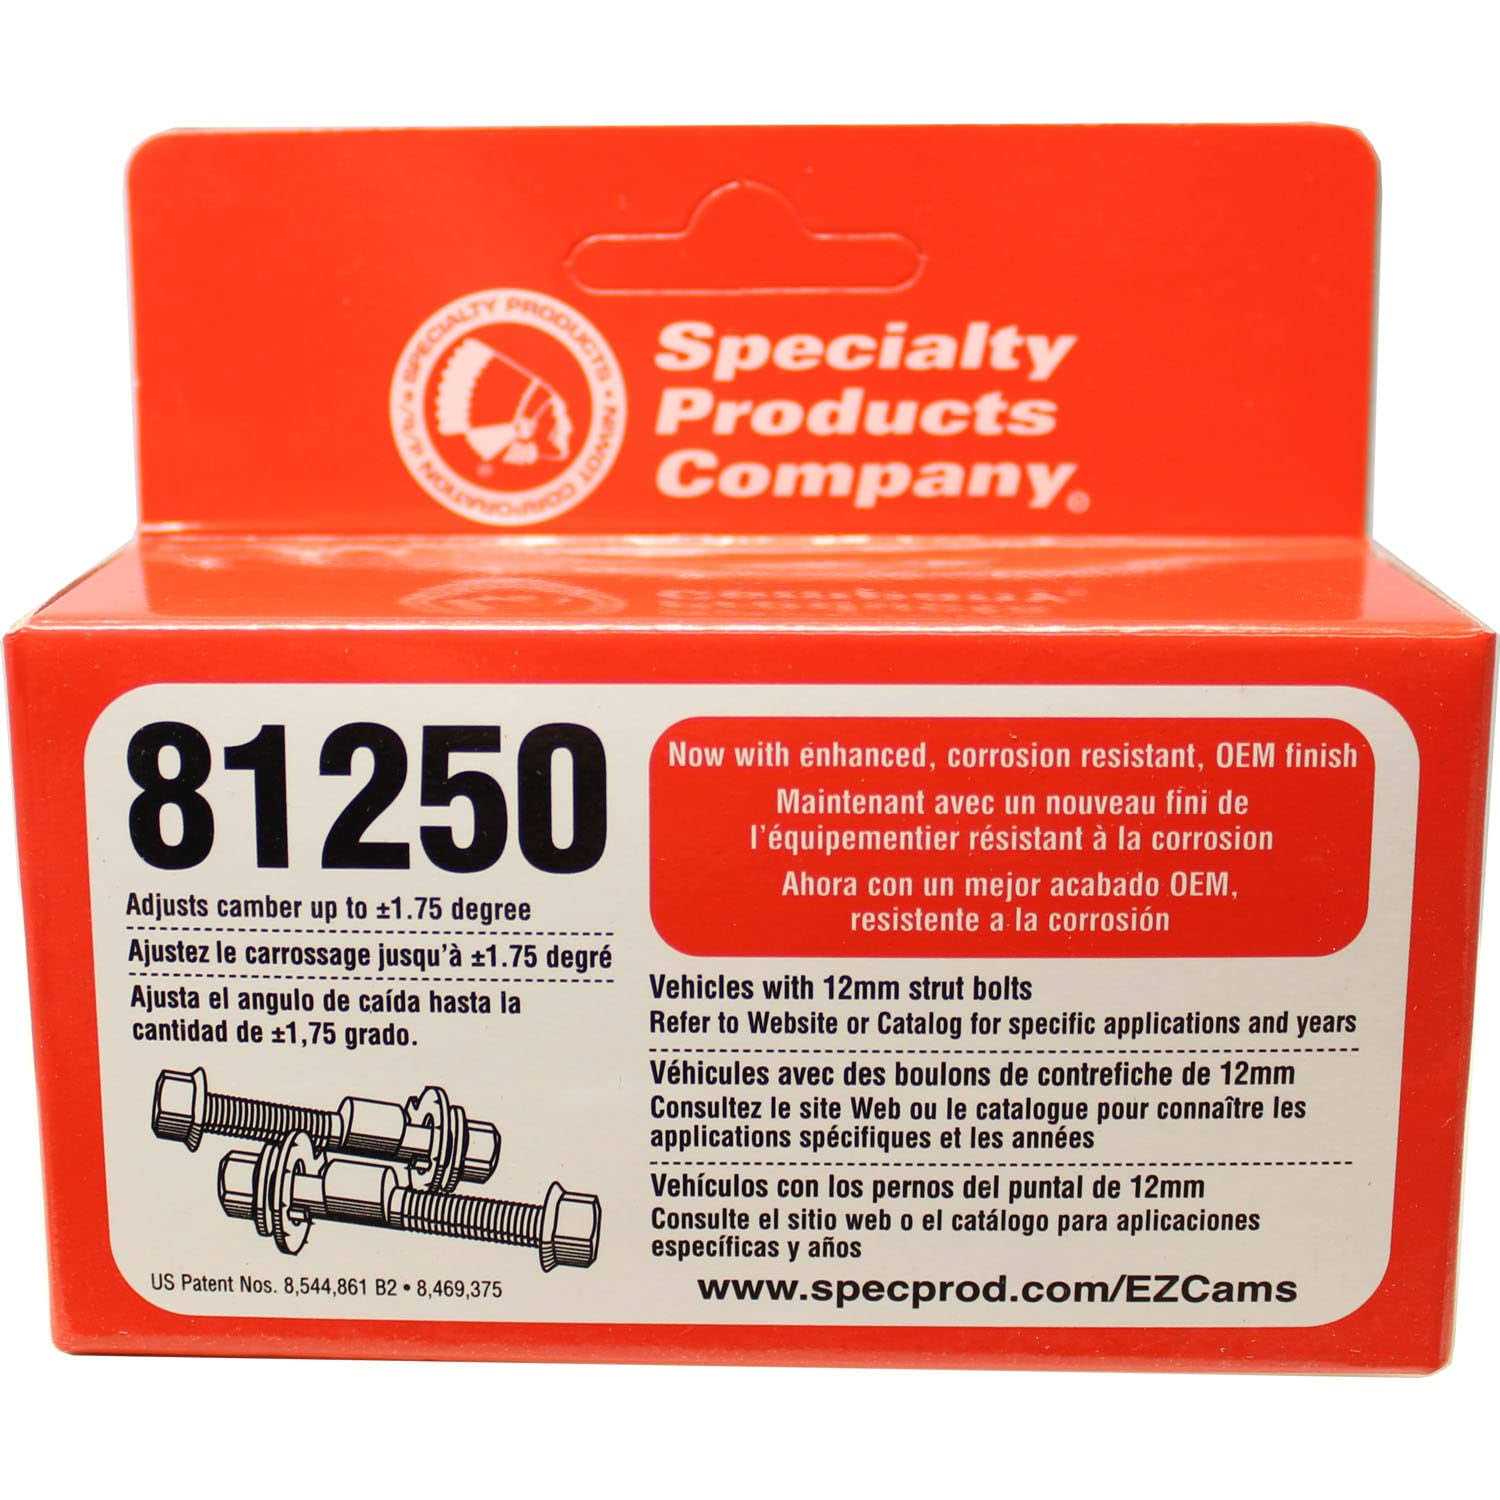 SPECIALTY PRODUCTS • NEWDY CORPORATION
Specialty
Products
Company®
81250
Adjusts camber up to ±1.75 degree
Ajustez le carrossage jusqu'à ±1.75 degré
Ajusta el angulo de caída hasta la
cantidad de ±1,75 grado.
US Patent Nos. 8,544,861 B2 • 8,469,375
Now with enhanced, corrosion resistant, OEM finish
Maintenant avec un nouveau fini de
l'équipementier résistant à la corrosion
Ahora con un mejor acabado OEM,
resistente a la corrosión
Vehicles with 12mm strut bolts
Refer to Website or Catalog for specific applications and years
Véhicules avec des boulons de contrefiche de 12mm
Consultez le site Web ou le catalogue pour connaître les
applications spécifiques et les années
Vehículos con los pernos del puntal de 12mm
Consulte el sitio web o el catálogo para aplicaciones
específicas y años
www.specprod.com/EZCams